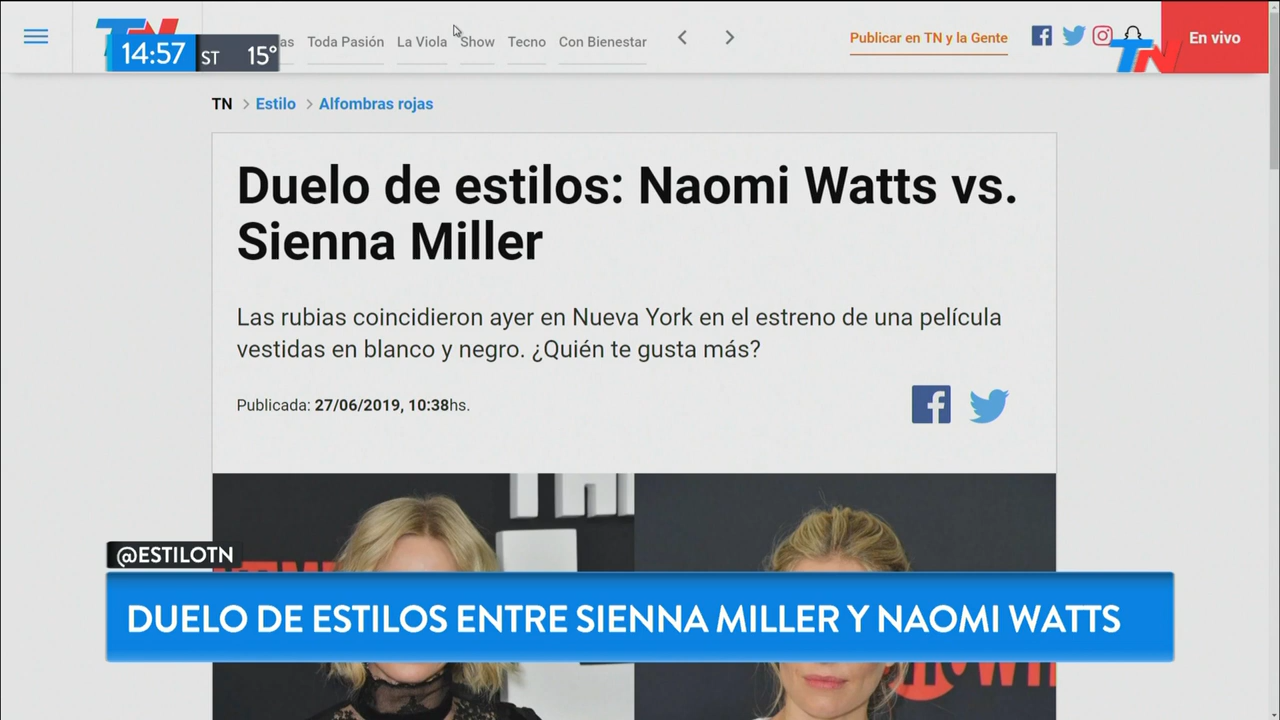 TN
14:57 ST 15°
as Toda Pasión La Viola Show Tecno Con Bienestar
Publicar en TN y la Gente
TN
En vivo
TN > Estilo > Alfombras rojas
Duelo de estilos: Naomi Watts vs.
Sienna Miller
Las rubias coincidieron ayer en Nueva York en el estreno de una película
vestidas en blanco y negro. ¿Quién te gusta más?
Publicada: 27/06/2019, 10:38hs.
@ESTILOTN
DUELO DE ESTILOS ENTRE SIENNA MILLER Y NAOMI WATTS